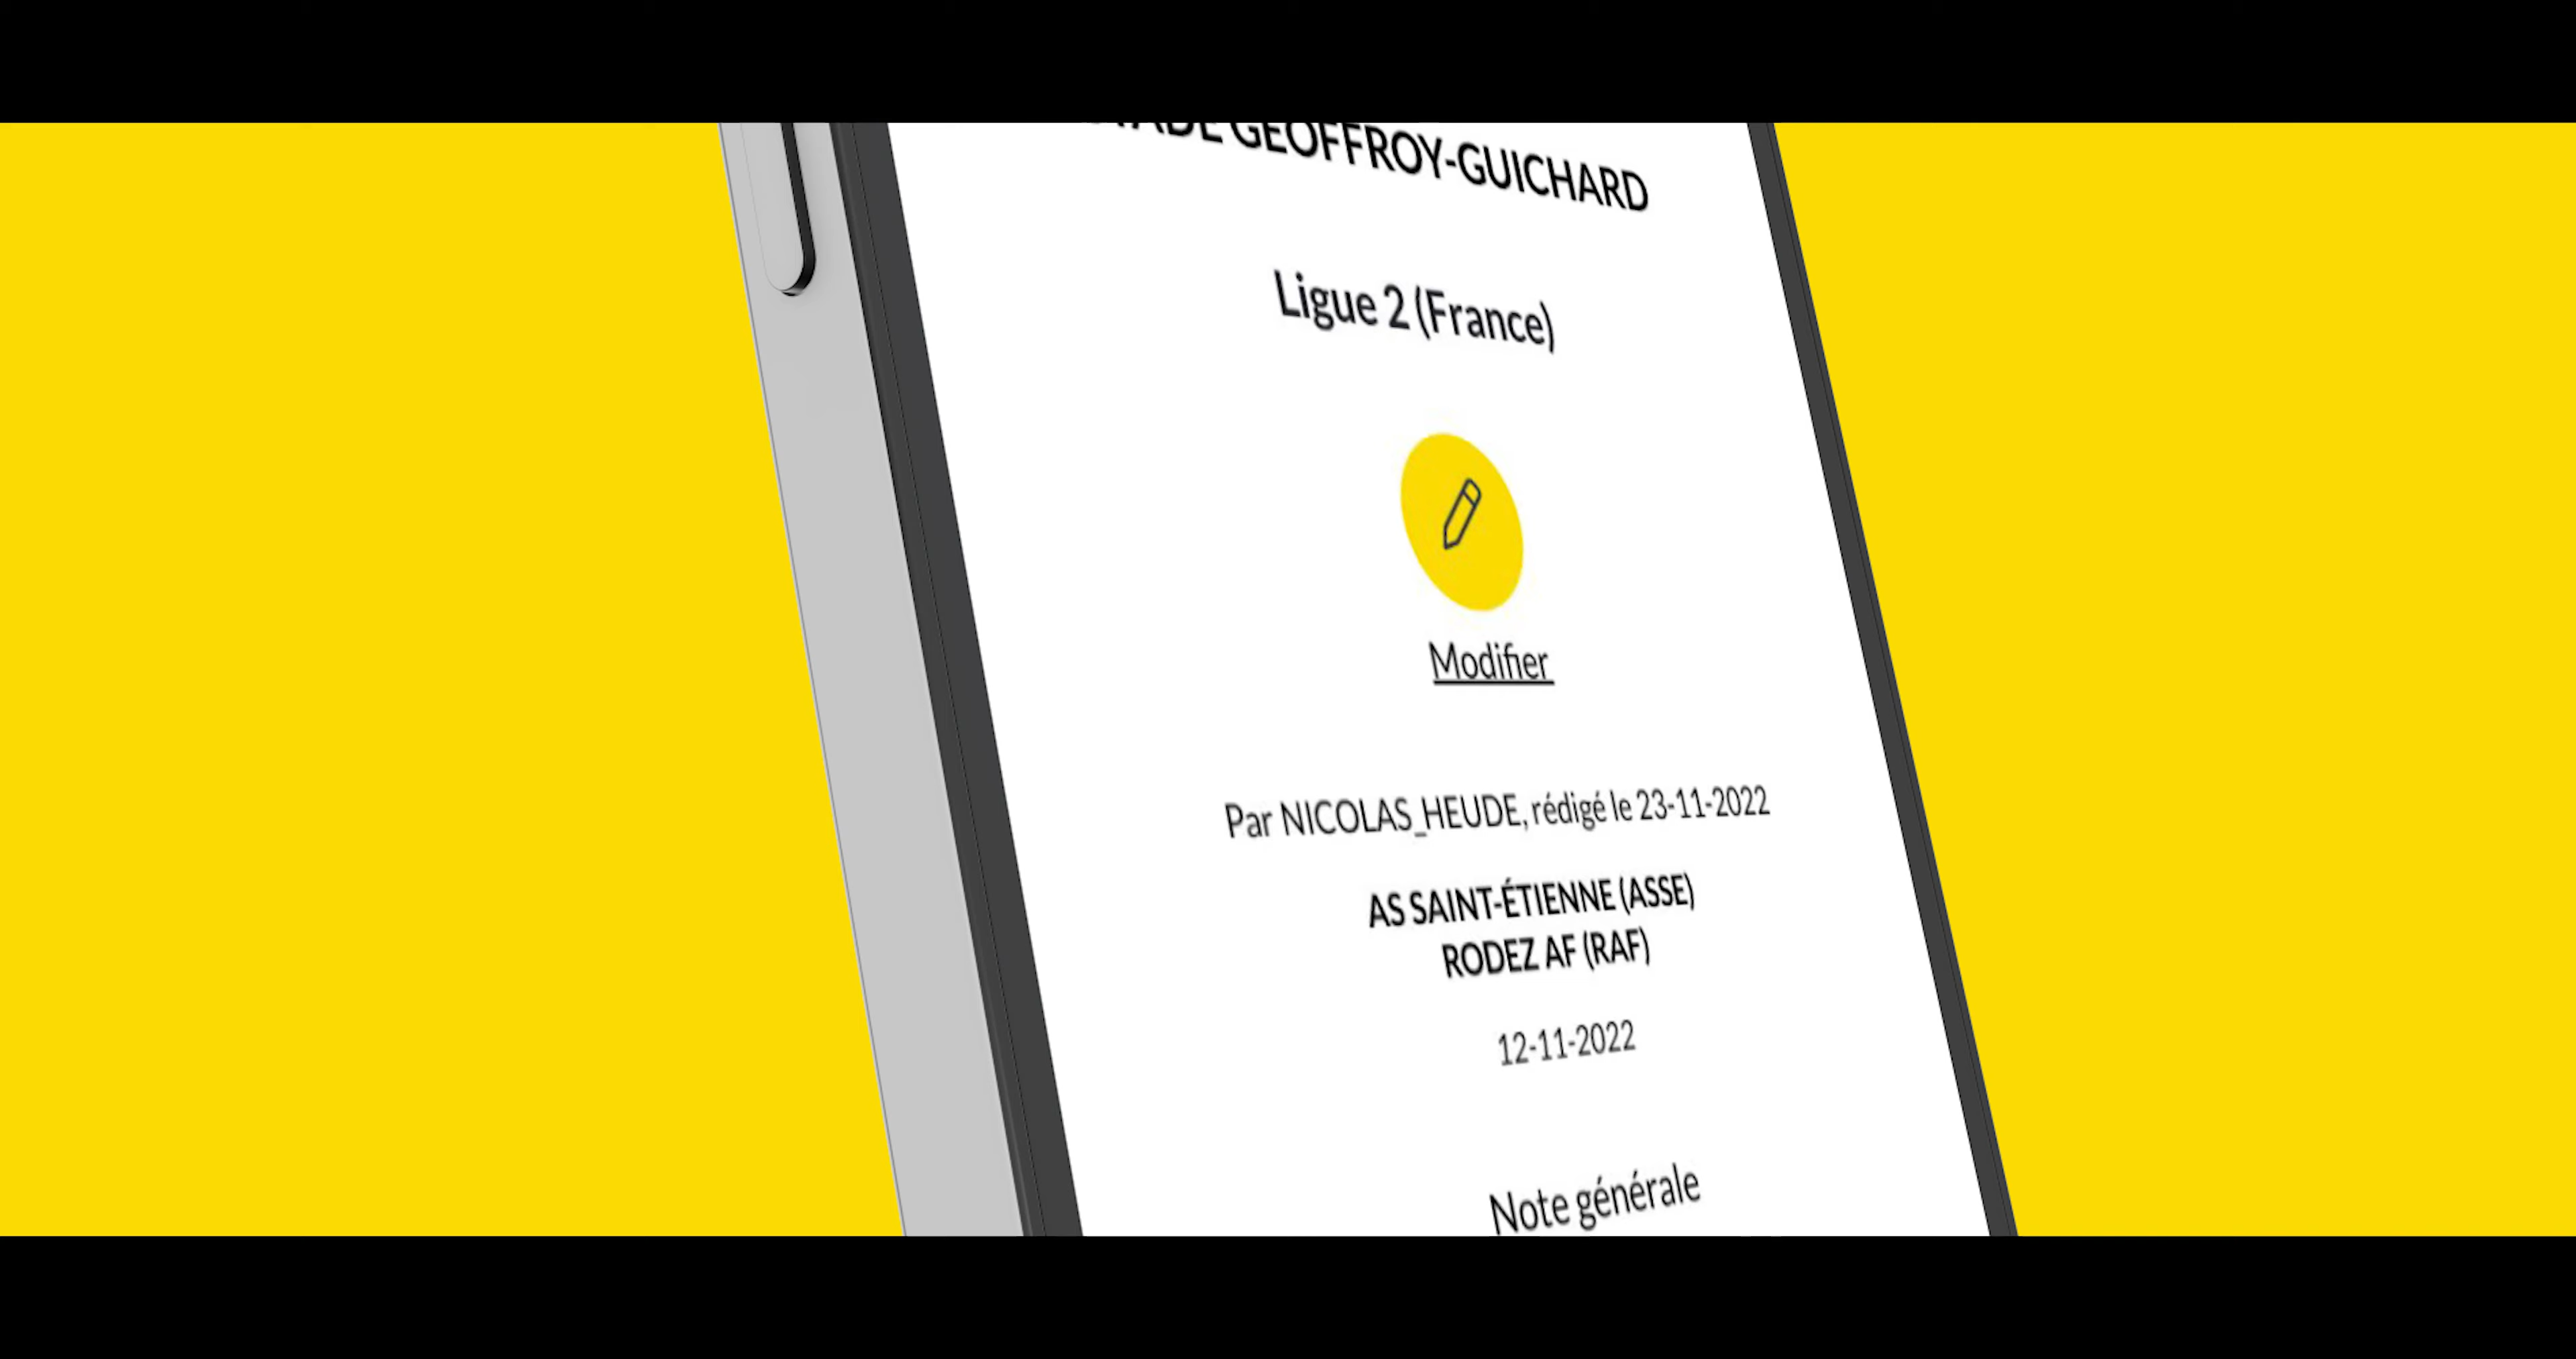 GEOFFROY-GUICHARD
Ligue 2 (France)
Modifier
Par NICOLAS_HEUDE, rédigé le 23-11-2022
AS SAINT-ÉTIENNE (ASSE)
RODEZ AF (RAF)
12-11-2022
Note générale